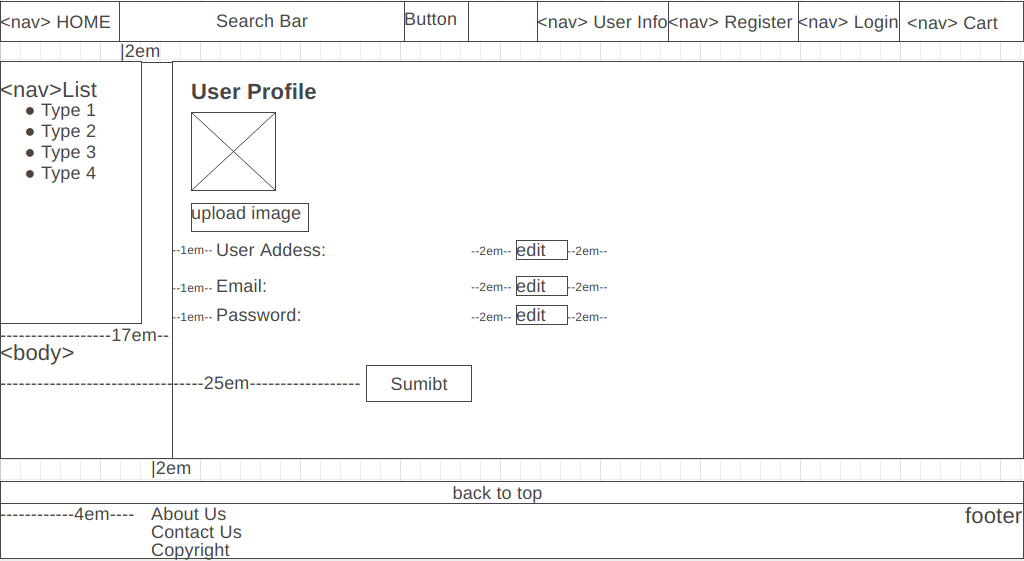 <nav> HOME Search Bar Button <nav> User Info <nav> Register <nav> Login <nav> Cart
|2em
<nav>List
● Type 1
● Type 2
● Type 3
● Type 4
User Profile
upload image
--1em-- User Addess: --2em-- edit --2em--
--1em-- Email: --2em-- edit --2em--
--1em-- Password: --2em-- edit --2em--
------------------17em--
<body>
---------------------------------25em------------------ Sumibt
|2em
back to top
------------4em---- About Us
Contact Us
Copyright
footer